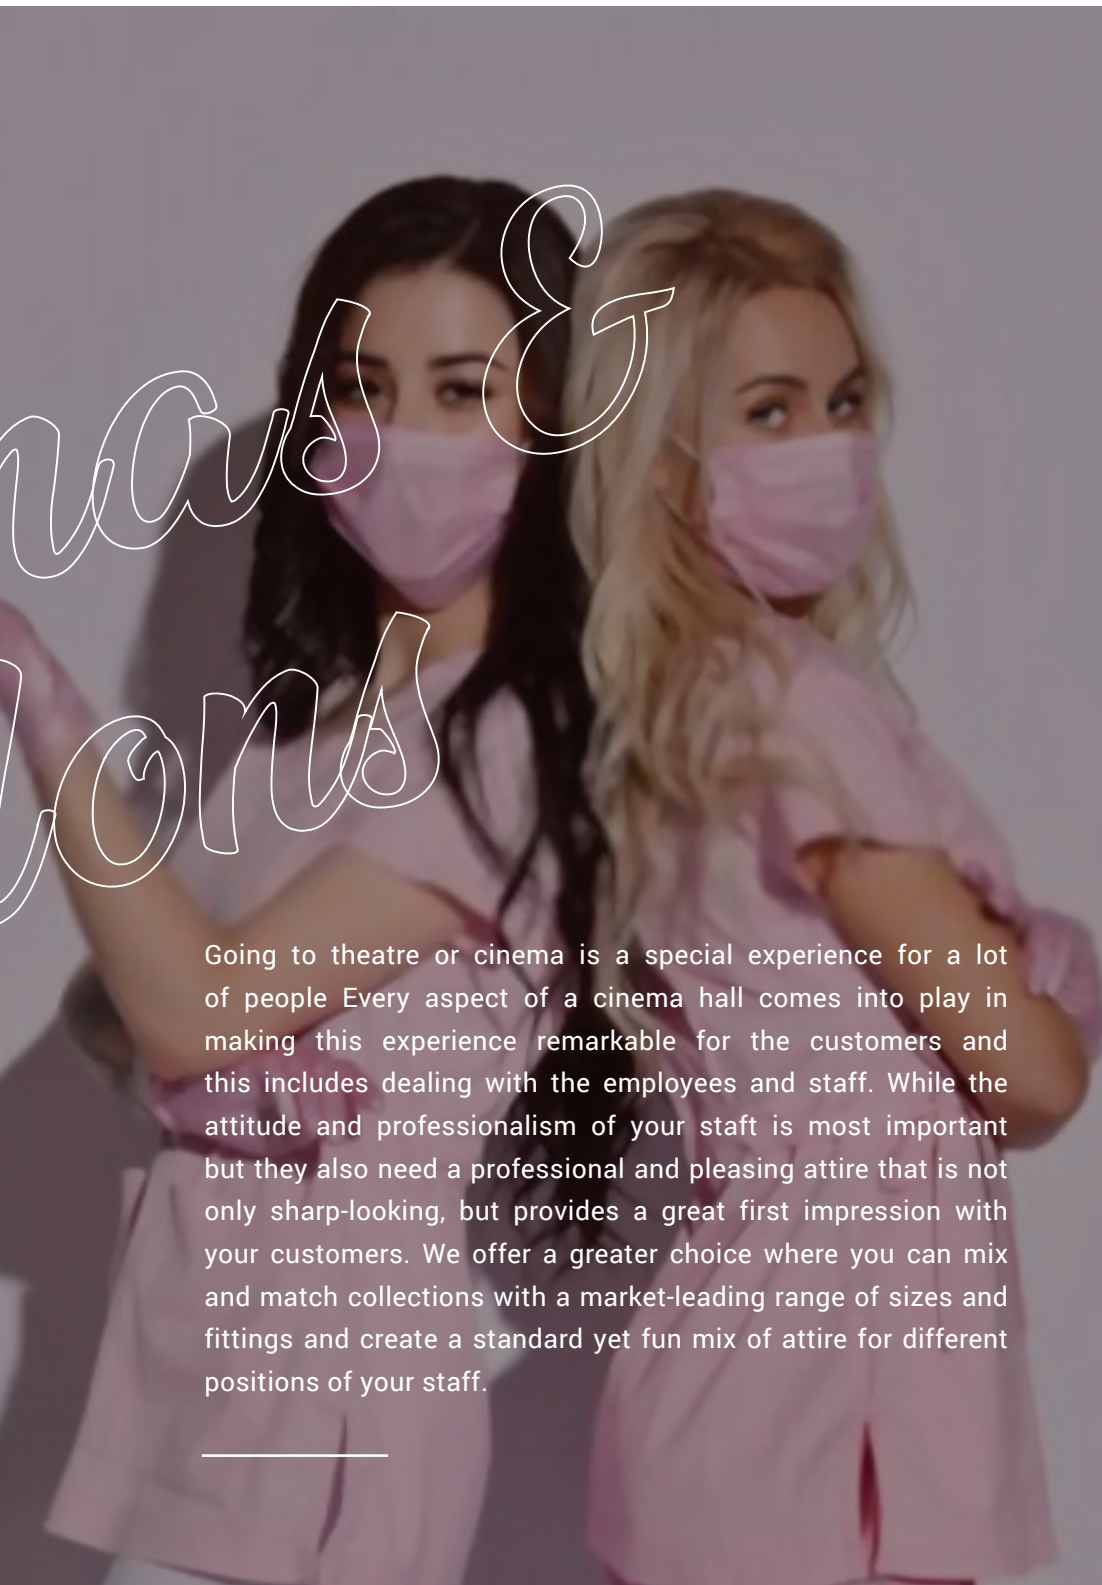 nas &
lons
Going to theatre or cinema is a special experience for a lot
of people Every aspect of a cinema hall comes into play in
making this experience remarkable for the customers and
this includes dealing with the employees and staff. While the
attitude and professionalism of your staft is most important
but they also need a professional and pleasing attire that is not
only sharp-looking, but provides a great first impression with
your customers. We offer a greater choice where you can mix
and match collections with a market-leading range of sizes and
fittings and create a standard yet fun mix of attire for different
positions of your staff.